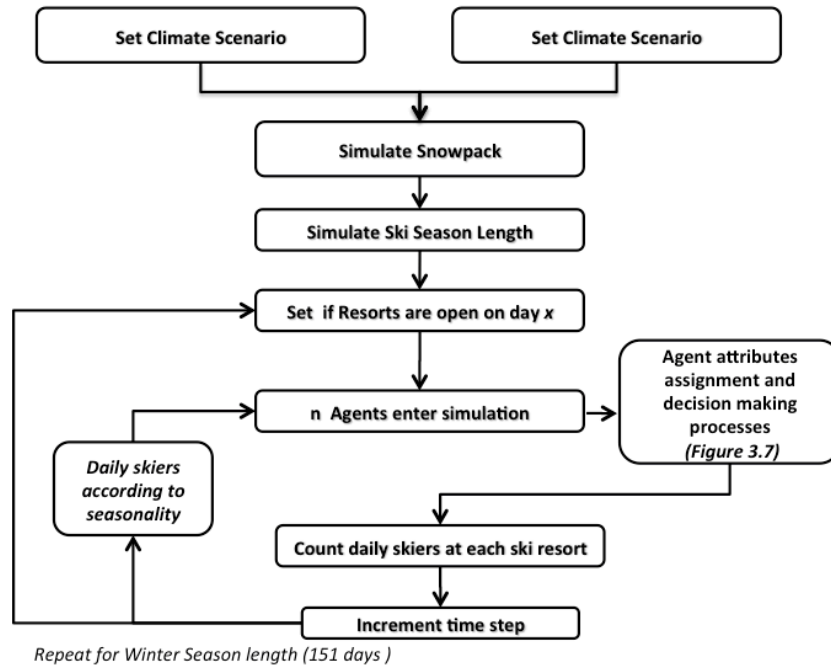 Set Climate Scenario
Set Climate Scenario
Simulate Snowpack
Simulate Ski Season Length
Set if Resorts are open on day x
n Agents enter simulation
Agent attributes
assignment and
decision making
processes
(Figure 3.7)
Daily skiers
according to
seasonality
Count daily skiers at each ski resort
Increment time step
Repeat for Winter Season length (151 days )